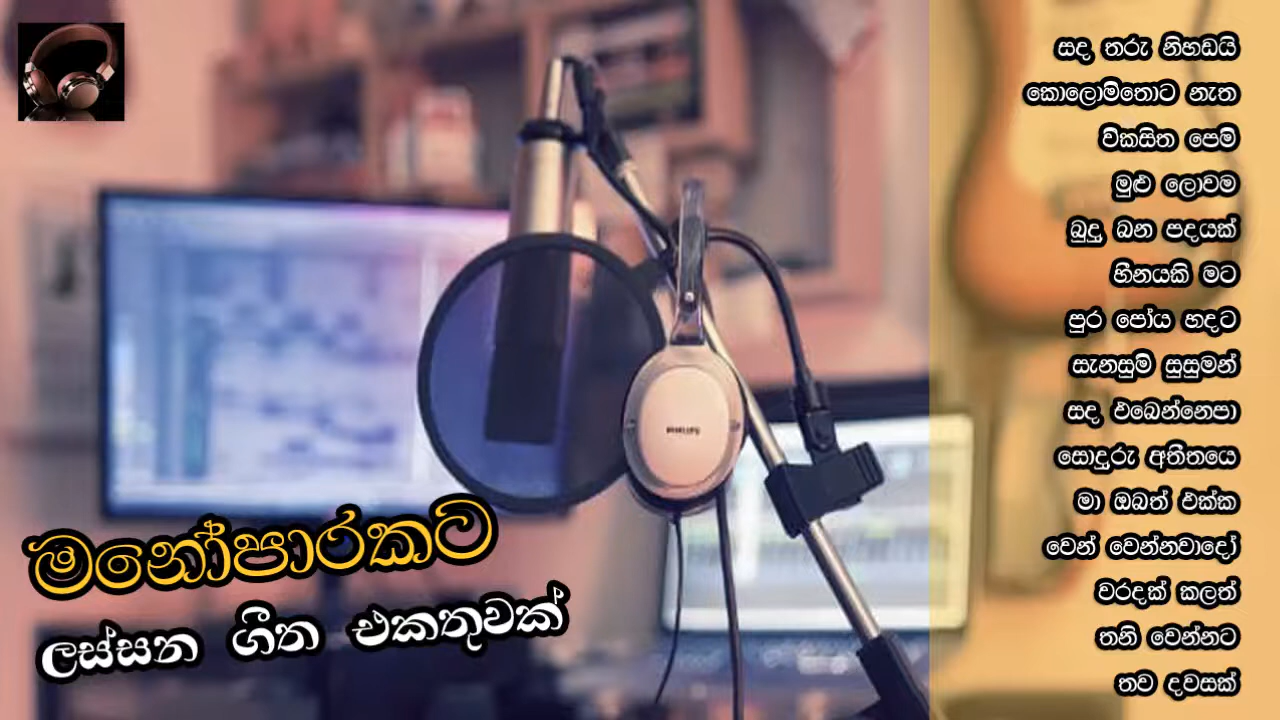 මනෝපාරකට
ලස්සන ගීත එකතුවක්
සඳ තරු නිහඬයි
කොලොම්තොට නැත
විකසිත පෙම්
මුළු ලොවම
බුදු බන පදයක්
හීනයකි මට
පුර පෝය හඳට
සැනසුම් සුසුමන්
සඳ එබෙන්නෙපා
සොඳුරු අතීතයෙ
මා ඔබත් එක්ක
වෙන් වෙන්නවාදෝ
වරදක් කලත්
තනි වෙන්නට
තව දවසක්
PHILIPS